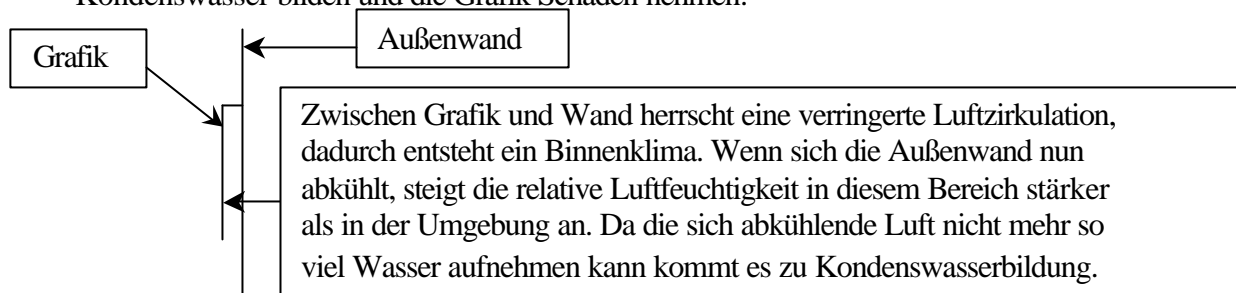 Kondenswasser bilden und die Grafik Schaden nehmen.
Außenwand
Grafik
Zwischen Grafik und Wand herrscht eine verringerte Luftzirkulation,
dadurch entsteht ein Binnenklima. Wenn sich die Außenwand nun
abkühlt, steigt die relative Luftfeuchtigkeit in diesem Bereich stärker
als in der Umgebung an. Da die sich abkühlende Luft nicht mehr so
viel Wasser aufnehmen kann kommt es zu Kondenswasserbildung.